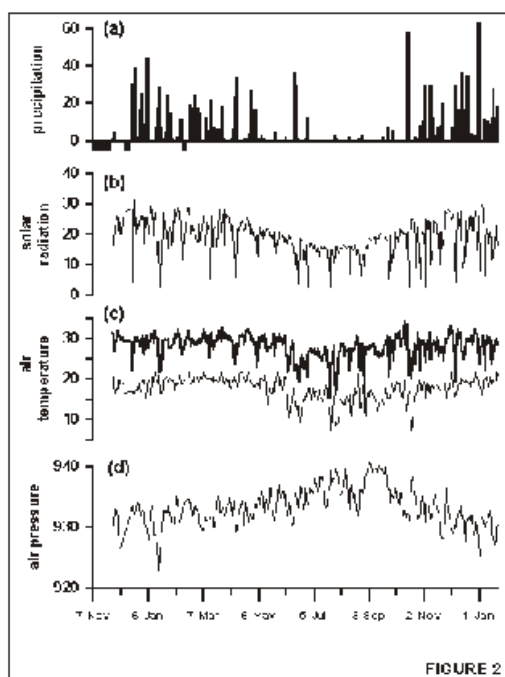 (a)
precipitation
60
40
20
0
(b)
solar
radiation
40
30
20
10
0
(c)
air
temperature
30
20
10
(d)
air pressure
940
930
920
7 Nov
6 Jan
7 Mar
6 May
5 Jul
3 Sep
2 Nov
1 Jan
FIGURE 2